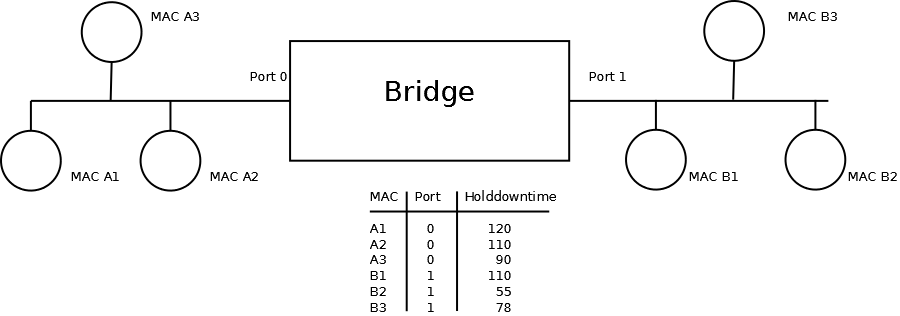 MAC A3
MAC B3
Port 0
Port 1
Bridge
MAC A1
MAC A2
MAC B1
MAC B2
MAC Port Holddowntime
A1 0 120
A2 0 110
A3 0 90
B1 1 110
B2 1 55
B3 1 78